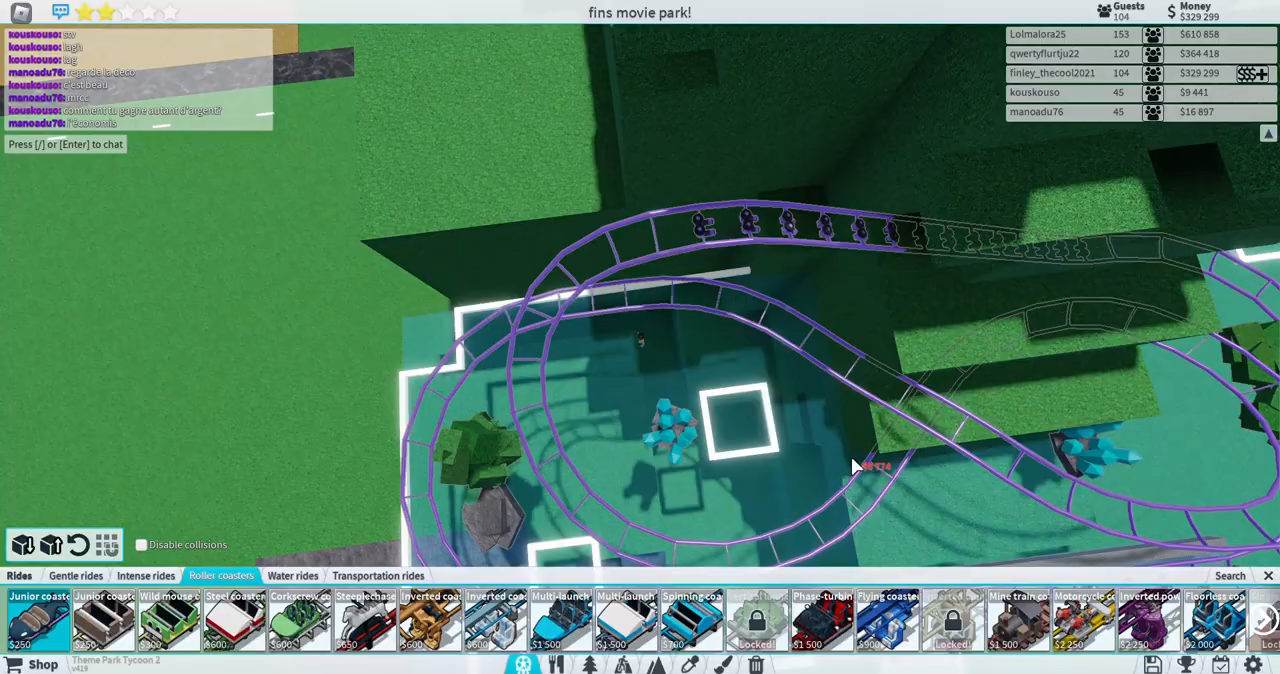 fins movie park!
Guests
104
Money
$329 299
kouskouso: sw
kouskouso: lagh
kouskouso: lag
manoadu76: regarde la deco
kouskouso: c'est beau
manoadu76: mrcc
kouskouso: comment tu gagne autant d'argent?
manoadu76: l'economis
Press [/] or [Enter] to chat
Lolmalora25 153 $610 858
qwertyflurtju22 120 $364 418
finley_thecool2021 104 $329 299 $$$+
kouskouso 45 $9 441
manoadu76 45 $16 897
Disable collisions
Rides Gentle rides Intense rides Roller coasters Water rides Transportation rides Search
Junior coaste Junior coaste Wild mouse c Steel coaster Corkscrew co Steeplechase Inverted coa Inverted coa Multi-launch Multi-launch Spinning coa Phase-turbin Flying coaste Mine train co Motorcycle co Inverted pow Floorless coa
$250 $250 $300 $600 $600 $650 $600 $600 $1 500 $1 500 $700 Locked! $1 500 $900 Locked! $1 500 $2 250 $2 250 $2 000 Loc
Shop
Theme Park Tycoon 2
v419